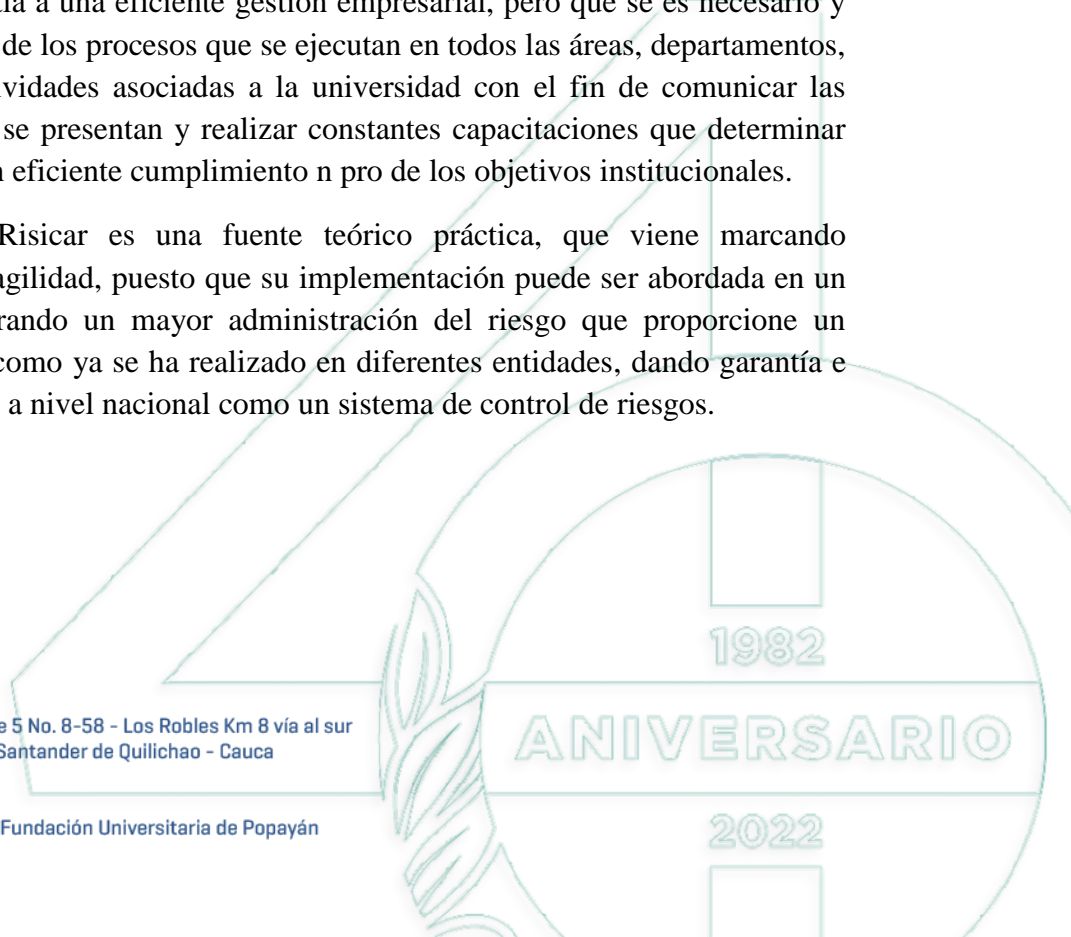 tía a una eficiente gestión empresarial, pero que se es necesario y
de los procesos que se ejecutan en todos las áreas, departamentos,
vidades asociadas a la universidad con el fin de comunicar las
se presentan y realizar constantes capacitaciones que determinar
n eficiente cumplimiento n pro de los objetivos institucionales.
Risicar es una fuente teórico práctica, que viene marcando
agilidad, puesto que su implementación puede ser abordada en un
rando un mayor administración del riesgo que proporcione un
como ya se ha realizado en diferentes entidades, dando garantía e
a nivel nacional como un sistema de control de riesgos.
1982
e 5 No. 8-58 - Los Robles Km 8 vía al sur
Santander de Quilichao - Cauca
ANIVERSARIO
Fundación Universitaria de Popayán
2022